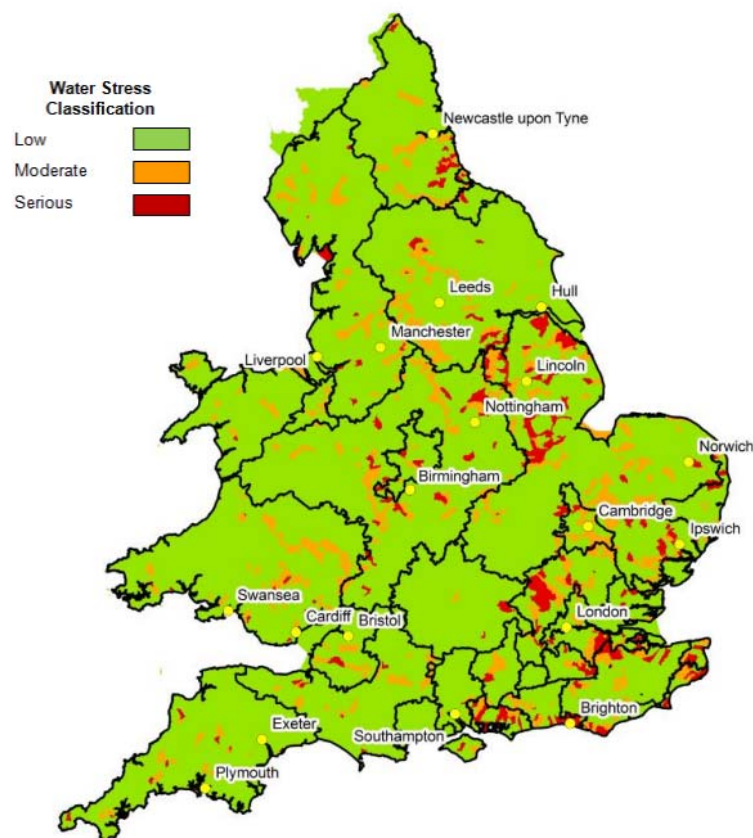 Water Stress
Classification
Low
Moderate
Serious
Newcastle upon Tyne
Leeds
Hull
Manchester
Liverpool
Lincoln
Nottingham
Norwich
Birmingham
Cambridge
Ipswich
Swansea
Cardiff
Bristol
London
Brighton
Southampton
Exeter
Plymouth